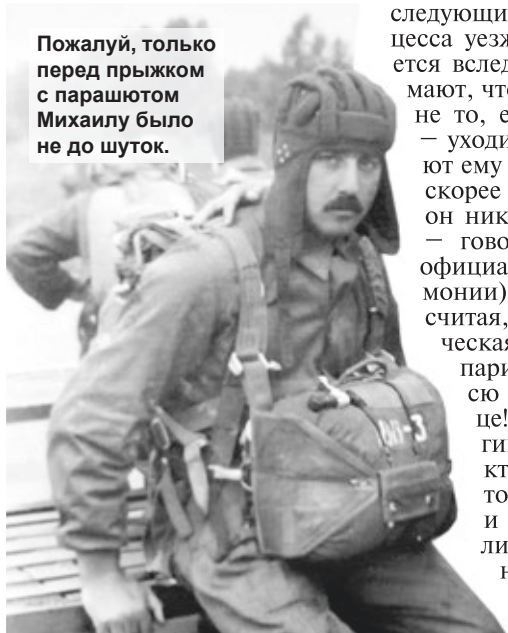 Пожалуй, только
перед прыжком
с парашютом
Михаилу было
не до шуток.
следующи
цесса уезж
ется вслед
мают, что
не то, е
– уходи
ют ему
скорее
он ник
– гово
официа
монии)
считая,
ческая
пари
сю
це!
ги
кт
то
и
ли
н